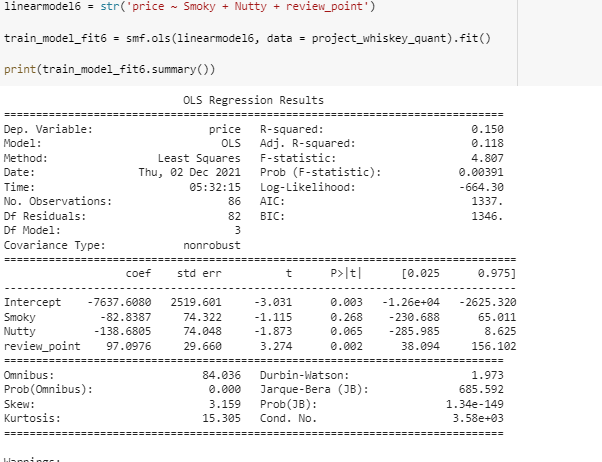 linearmodel6 = str('price ~ Smoky + Nutty + review_point')
train_model_fit6 = smf.ols(linearmodel6, data = project_whiskey_quant).fit()
print(train_model_fit6.summary())
OLS Regression Results
==============================================================================
Dep. Variable: price R-squared: 0.150
Model: OLS Adj. R-squared: 0.118
Method: Least Squares F-statistic: 4.807
Date: Thu, 02 Dec 2021 Prob (F-statistic): 0.00391
Time: 05:32:15 Log-Likelihood: -664.30
No. Observations: 86 AIC: 1337.
Df Residuals: 82 BIC: 1346.
Df Model: 3
Covariance Type: nonrobust
================================================================================
coef std err t P>|t| [0.025 0.975]
--------------------------------------------------------------------------------
Intercept -7637.6080 2519.601 -3.031 0.003 -1.26e+04 -2625.320
Smoky -82.8387 74.322 -1.115 0.268 -230.688 65.011
Nutty -138.6805 74.048 -1.873 0.065 -285.985 8.625
review_point 97.0976 29.660 3.274 0.002 38.094 156.102
==============================================================================
Omnibus: 84.036 Durbin-Watson: 1.973
Prob(Omnibus): 0.000 Jarque-Bera (JB): 685.592
Skew: 3.159 Prob(JB): 1.34e-149
Kurtosis: 15.305 Cond. No. 3.58e+03
==============================================================================
Warnings: